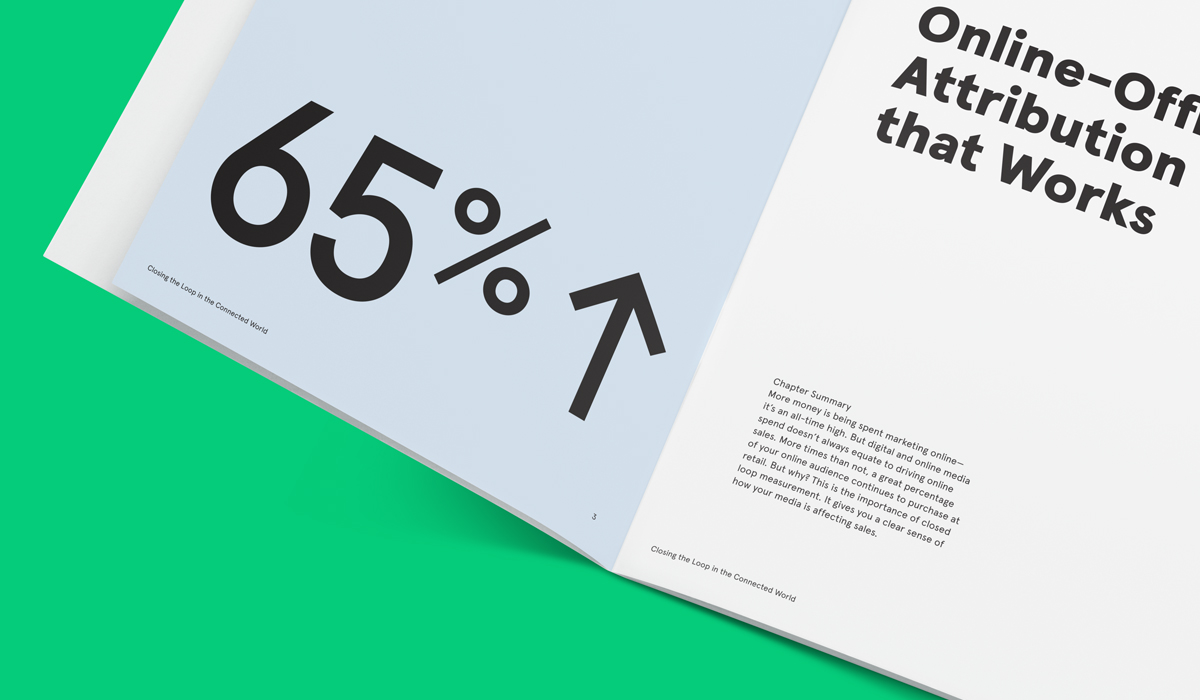 65%↑
Closing the Loop in the Connected World
3
Online–Offl
Attribution
that Works
Chapter Summary
More money is being spent marketing online—
it's an all-time high. But digital and online media
spend doesn't always equate to driving online
sales. More times than not, a great percentage
of your online audience continues to purchase at
retail. But why? This is the importance of closed
loop measurement. It gives you a clear sense of
how your media is affecting sales.
Closing the Loop in the Connected World